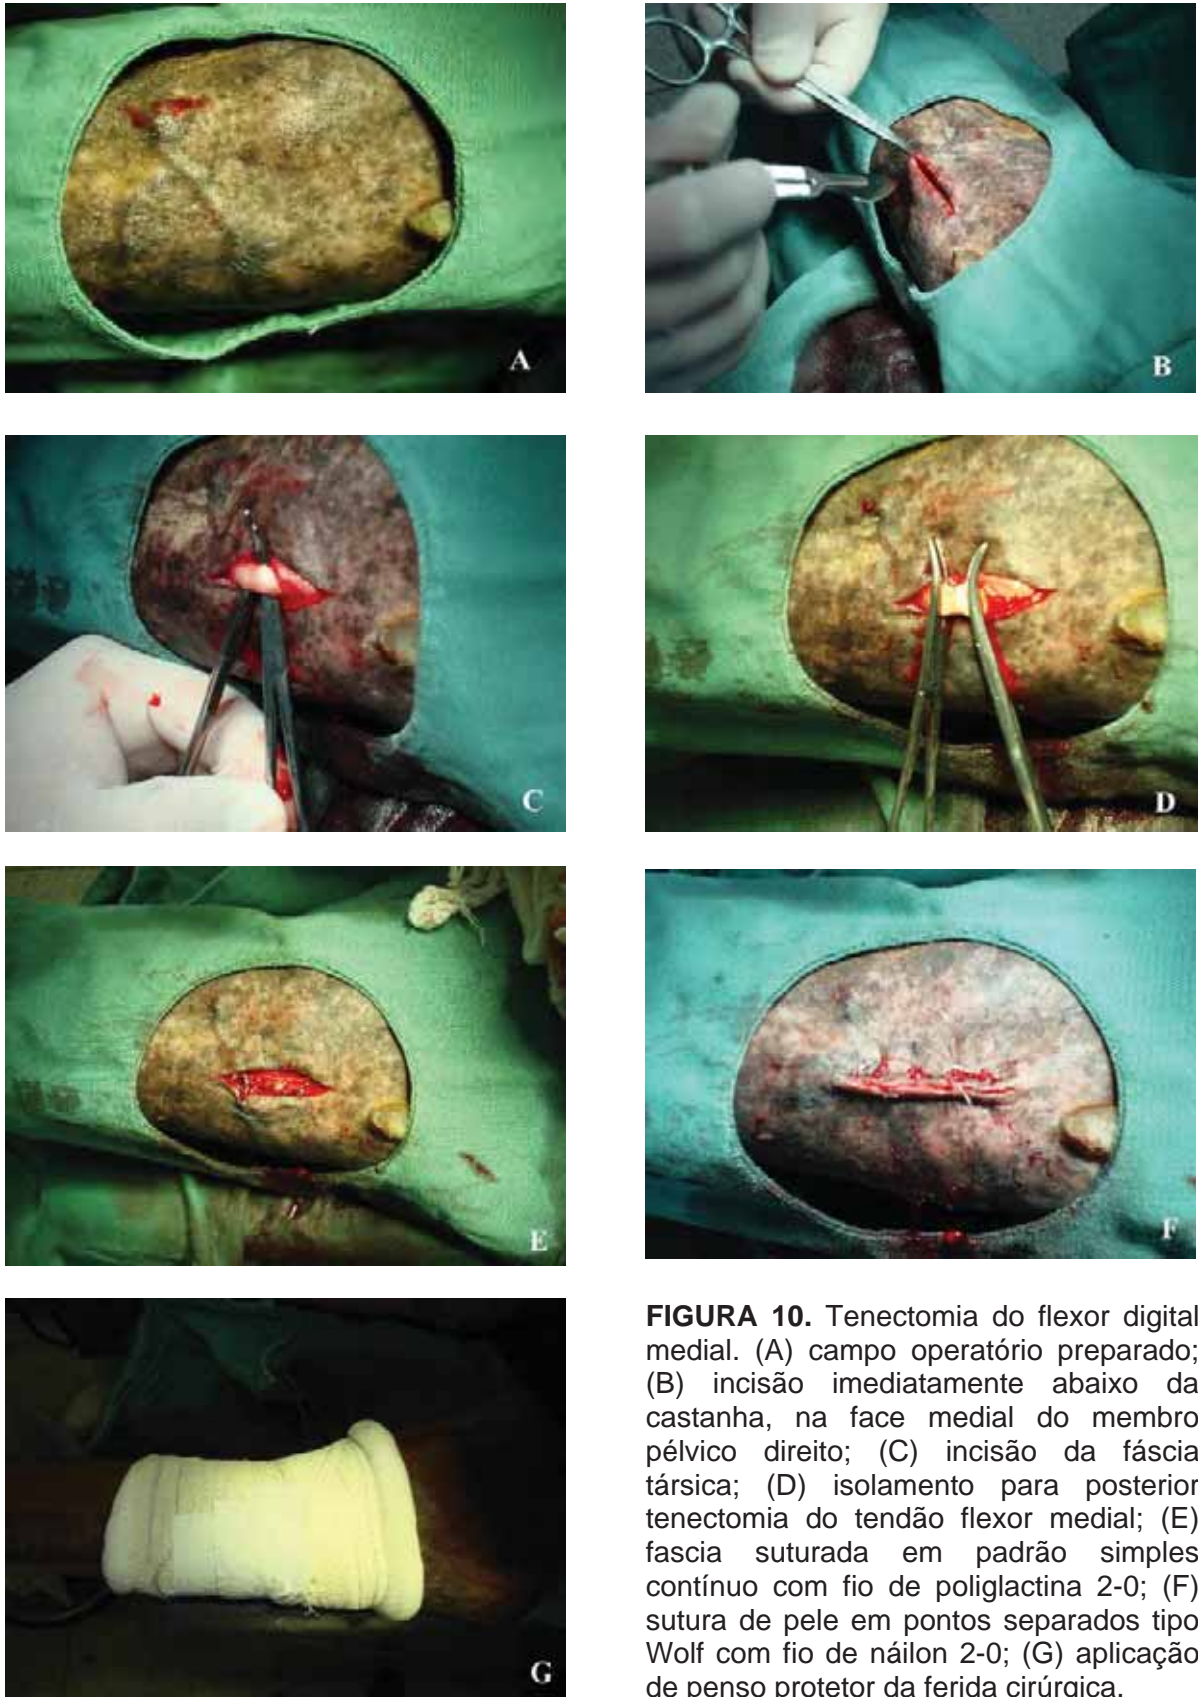 A
B
C
D
E
F
G
FIGURA 10. Tenectomia do flexor digital
medial. (A) campo operatório preparado;
(B) incisão imediatamente abaixo da
castanha, na face medial do membro
pélvico direito; (C) incisão da fáscia
társica; (D) isolamento para posterior
tenectomia do tendão flexor medial; (E)
fascia suturada em padrão simples
contínuo com fio de poliglactina 2-0; (F)
sutura de pele em pontos separados tipo
Wolf com fio de náilon 2-0; (G) aplicação
de penso protetor da ferida cirúrgica.